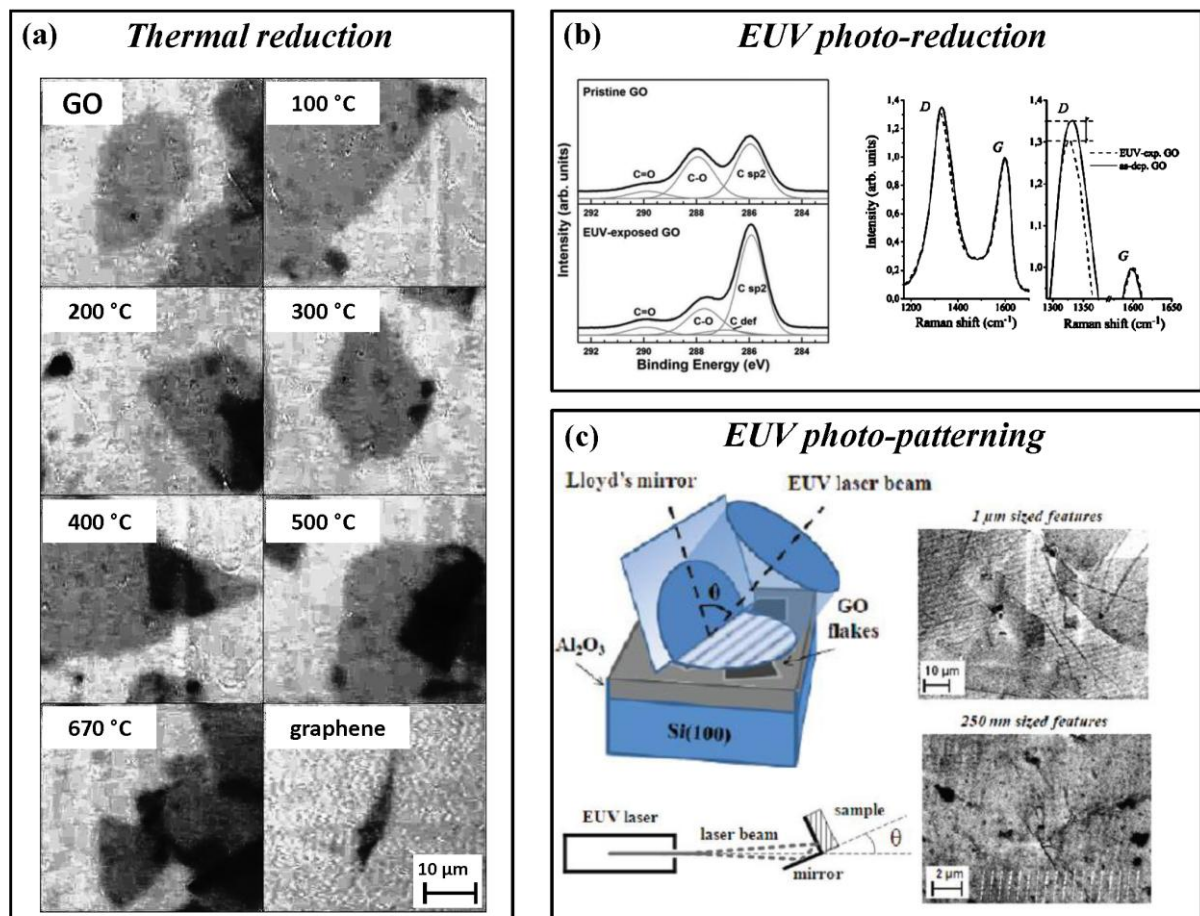 (a) Thermal reduction
GO
100 °C
200 °C
300 °C
400 °C
500 °C
670 °C
graphene
10 µm
(b) EUV photo-reduction
Pristine GO
C=O
C-O
C sp2
292 290 288 286 284
EUV-exposed GO
C=O
C-O
C sp2
C def
292 290 288 286 284
Binding Energy (eV)
Intensity (arb. units)
1,4
1,2
1,0
0,8
0,6
0,4
0,2
0,0
D
G
1200 1400 1600
Raman shift (cm-1)
Intensity (arb. units)
1,4
1,3
1,2
1,1
1,0
D
EUV-exp. GO
as-dep. GO
G
1300 1350 1600 1650
Raman shift (cm-1)
(c) EUV photo-patterning
Lloyd's mirror
EUV laser beam
θ
GO
flakes
Al2O3
Si(100)
1 µm sized features
10 µm
250 nm sized features
2 µm
EUV laser
laser beam
sample
θ
mirror